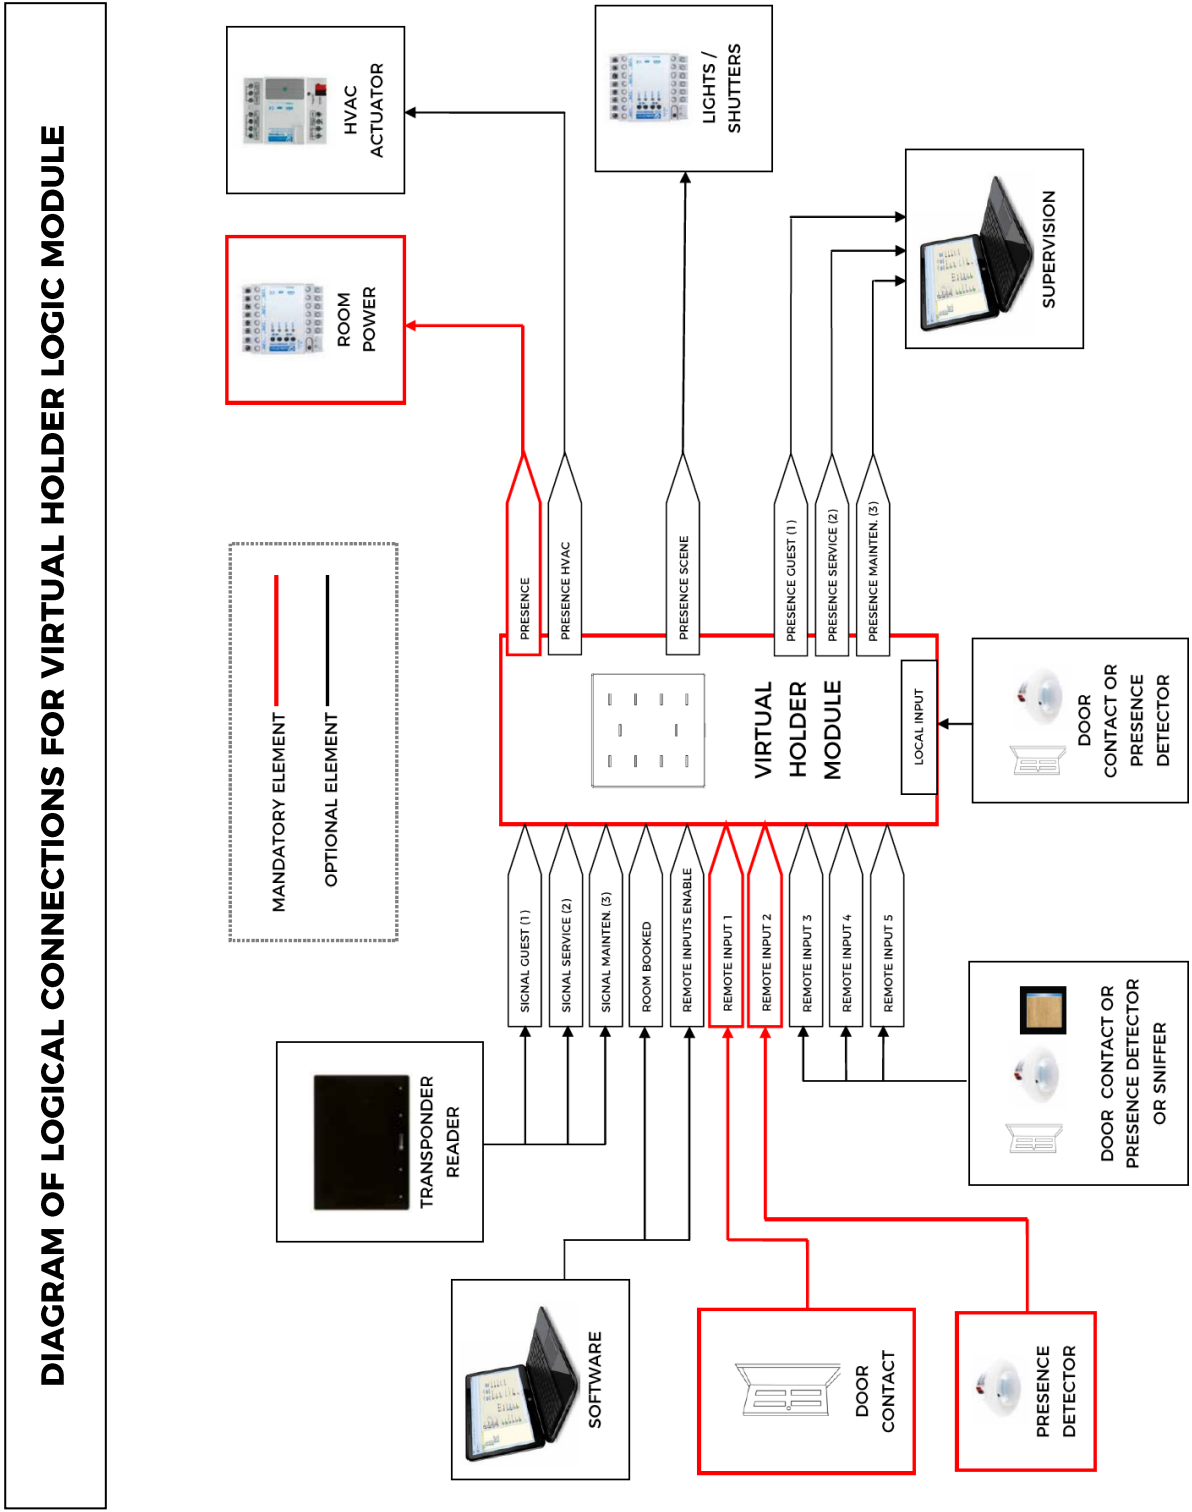 DIAGRAM OF LOGICAL CONNECTIONS FOR VIRTUAL HOLDER LOGIC MODULE
MANDATORY ELEMENT
OPTIONAL ELEMENT
HVAC
ACTUATOR
ROOM
POWER
LIGHTS /
SHUTTERS
SUPERVISION
PRESENCE
PRESENCE HVAC
PRESENCE SCENE
PRESENCE GUEST (1)
PRESENCE SERVICE (2)
PRESENCE MAINTEN. (3)
VIRTUAL
HOLDER
MODULE
LOCAL INPUT
DOOR
CONTACT OR
PRESENCE
DETECTOR
SIGNAL GUEST (1)
SIGNAL SERVICE (2)
SIGNAL MAINTEN. (3)
ROOM BOOKED
REMOTE INPUTS ENABLE
REMOTE INPUT 1
REMOTE INPUT 2
REMOTE INPUT 3
REMOTE INPUT 4
REMOTE INPUT 5
TRANSPONDER
READER
DOOR CONTACT OR
PRESENCE DETECTOR
OR SNIFFER
SOFTWARE
DOOR
CONTACT
PRESENCE
DETECTOR